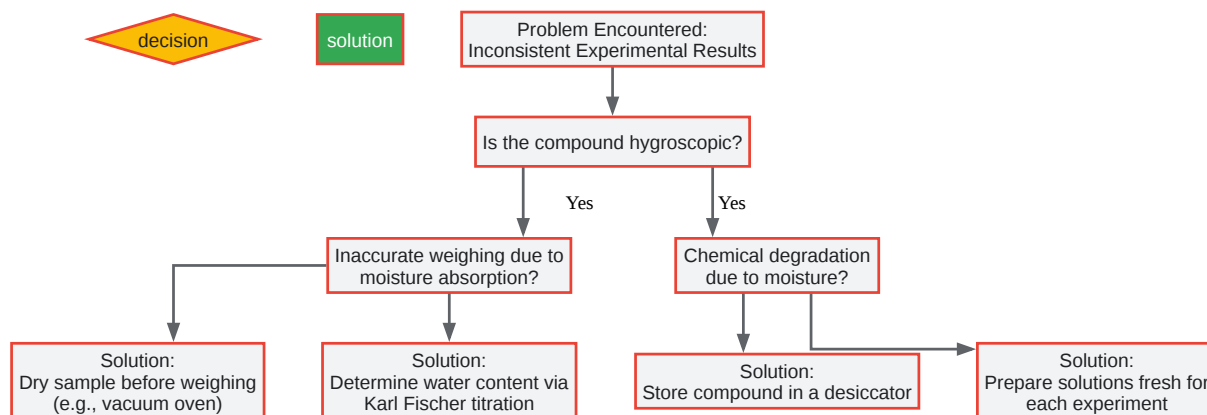 decision
solution
Problem Encountered:
Inconsistent Experimental Results
Is the compound hygroscopic?
Yes
Yes
Inaccurate weighing due to
moisture absorption?
Chemical degradation
due to moisture?
Solution:
Dry sample before weighing
(e.g., vacuum oven)
Solution:
Determine water content via
Karl Fischer titration
Solution:
Store compound in a desiccator
Solution:
Prepare solutions fresh for
each experiment